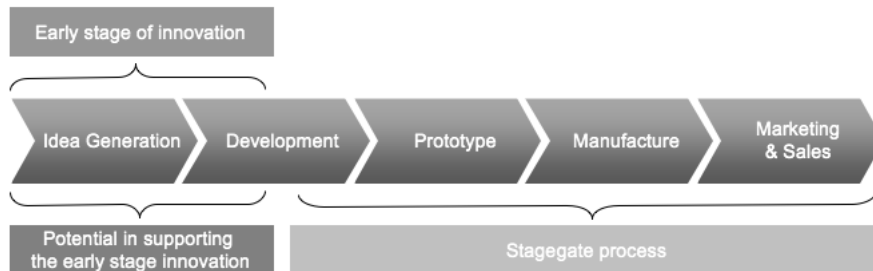 Early stage of innovation
Idea Generation
Development
Prototype
Manufacture
Marketing
& Sales
Potential in supporting
the early stage innovation
Stagegate process